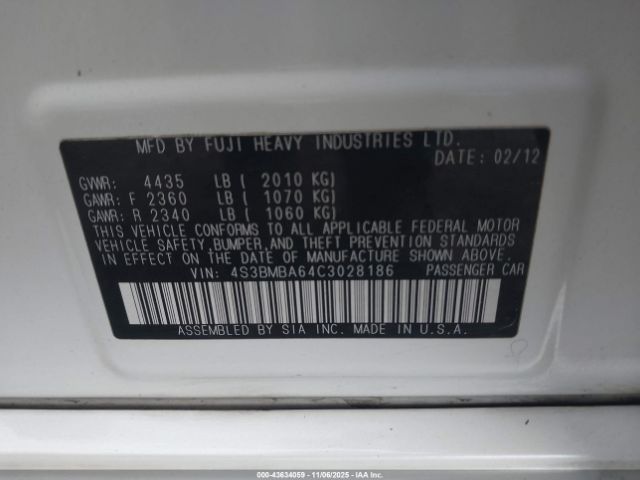 MFD BY FUJI HEAVY INDUSTRIES LTD.
DATE: 02/12
GVWR: 4435 LB ( 2010 KG)
GAWR: F 2360 LB ( 1070 KG)
GAWR: R 2340 LB ( 1060 KG)
THIS VEHICLE CONFORMS TO ALL APPLICABLE FEDERAL MOTOR
VEHICLE SAFETY, BUMPER, AND THEFT PREVENTION STANDARDS
IN EFFECT ON THE DATE OF MANUFACTURE SHOWN ABOVE.
VIN: 4S3BMBA64C3028186 PASSENGER CAR
ASSEMBLED BY SIA INC. MADE IN U.S.A.
000-43634059 - 11/06/2025 - IAA